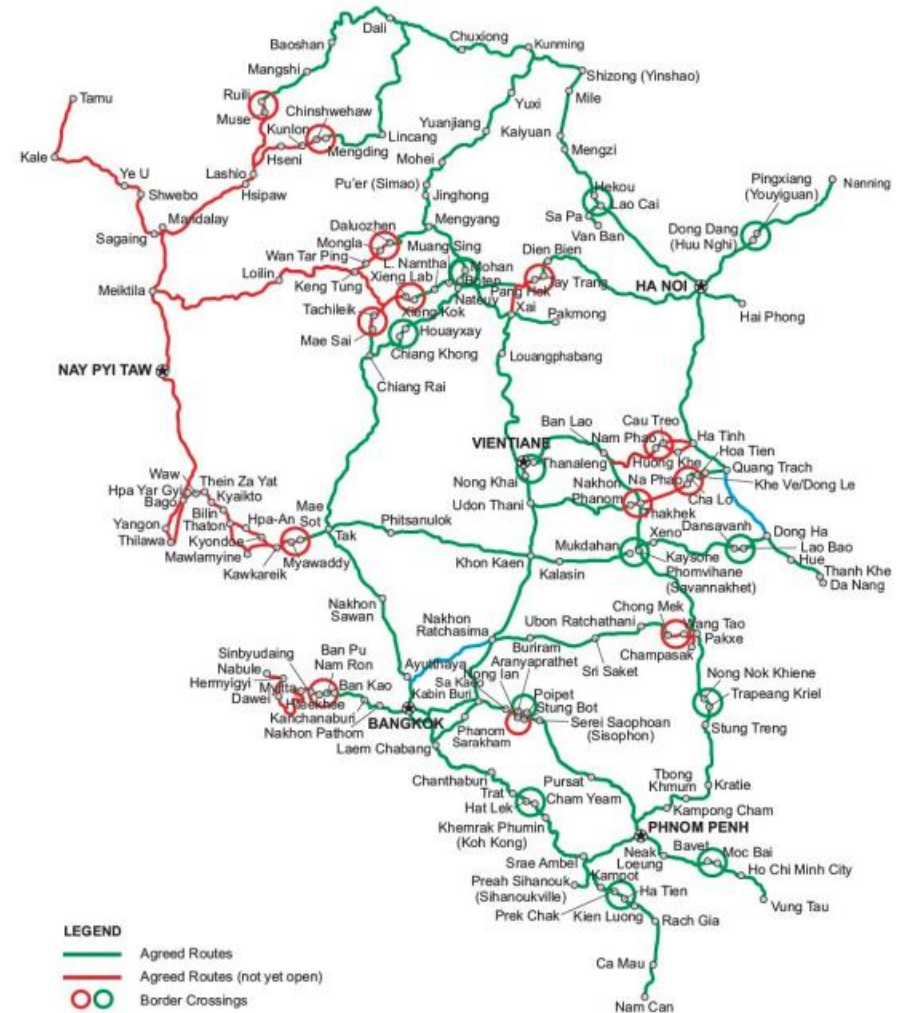 Dali
Chuxiong
Kunming
Baoshan
Mangshi
Shizong (Yinshao)
Ruili
Chinshwehaw
Muse
Kunlon
Mengding
Lincang
Tamu
Yuxi
Mile
Yuanjiang
Kaiyuan
Mohei
Mengzi
Kale
Lashio
Hseni
Hsipaw
Ye U
Shwebo
Pu'er (Simao)
Jinghong
Hekou
Lao Cai
Pingxiang
(Youyiguan)
Nanning
Sagaing
Mandalay
Mengyang
Sa Pa
Van Ban
Dong Dang
(Huu Nghi)
Daluozhen
Mongla
Wan Tar Ping
Muang Sing
L. Namtha
Mohan
Boten
Dien Bien
Tay Trang
Loilin
Keng Tung
Xieng Lab
Nateuy
Pang Hok
HA NOI
Meiktila
Tachileik
Xieng Kok
Xai
Pakmong
Hai Phong
Mae Sai
Houayxay
Chiang Khong
Louangphabang
NAY PYI TAW
Chiang Rai
Ban Lao
Cau Treo
VIENTIANE
Nam Phao
Ha Tinh
Hoa Tien
Thanaleng
Huong Khe
Quang Trach
Nong Khai
Nakhon
Phanom
Na Phao
Khe Ve/Dong Le
Cha Lo
Waw
Thein Za Yat
Hpa Yar Gyi
Bago
Kyaikto
Bilin
Hpa-An
Mae
Sot
Udon Thani
Thakhek
Yangon
Thaton
Phitsanulok
Xeno
Dansavanh
Dong Ha
Thilawa
Kyondoe
Tak
Mukdahan
Kaysone
Phomvihane
(Savannakhet)
Lao Bao
Hue
Mawlamyine
Myawaddy
Khon Kaen
Kalasin
Thanh Khe
Da Nang
Kawkareik
Nakhon
Sawan
Nakhon
Ratchasima
Ubon Ratchathani
Chong Mek
Vang Tao
Pakxe
Buriram
Sri Saket
Champasak
Sinbyudaing
Ban Pu
Nam Ron
Ayutthaya
Aranyaprathet
Nabule
Hermyigyi
Myitta
Htaekhee
Ban Kao
Sa Kaeo
Hong Ian
Poipet
Nong Nok Khiene
Dawei
Kabin Buri
Stung Bot
Trapeang Kriel
Kanchanaburi
BANGKOK
Serei Saophoan
(Sisophon)
Nakhon Pathom
Phanom
Sarakham
Stung Treng
Laem Chabang
Chanthaburi
Pursat
Tbong
Khmum
Kratie
Trat
Hat Lek
Cham Yeam
Kampong Cham
Khemrak Phumin
(Koh Kong)
PHNOM PENH
Srae Ambel
Neak
Loeung
Bavet
Moc Bai
Preah Sihanouk
(Sihanoukville)
Kampot
Ha Tien
Ho Chi Minh City
Prek Chak
Kien Luong
Rach Gia
Vung Tau
Ca Mau
Nam Can
LEGEND
Agreed Routes
Agreed Routes (not yet open)
Border Crossings